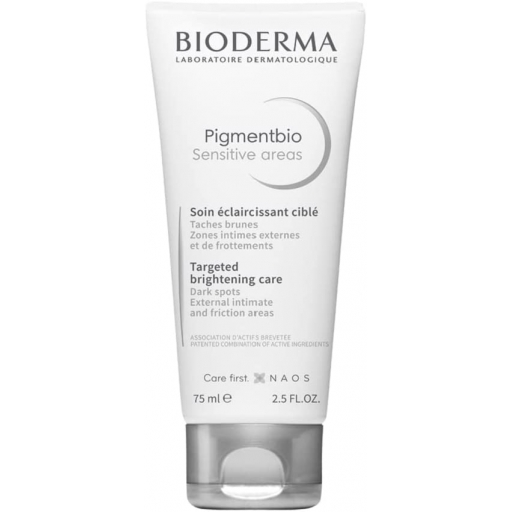 BIODERMA
LABORATOIRE DERMATOLOGIQUE
Pigmentbio
Sensitive areas
Soin éclaircissant ciblé
Taches brunes
Zones intimes externes
et de frottements
Targeted
brightening care
Dark spots
External intimate
and friction areas
ASSOCIATION D'ACTIFS BREVETÉE
PATENTED COMBINATION OF ACTIVE INGREDIENTS
Care first. NAOS
75 ml ℮ 2.5 FL.OZ.